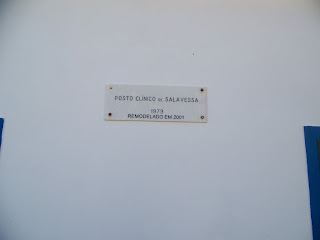 POSTO CLINICO DE SALAVESSA
1979
REMODELADO EM 2001